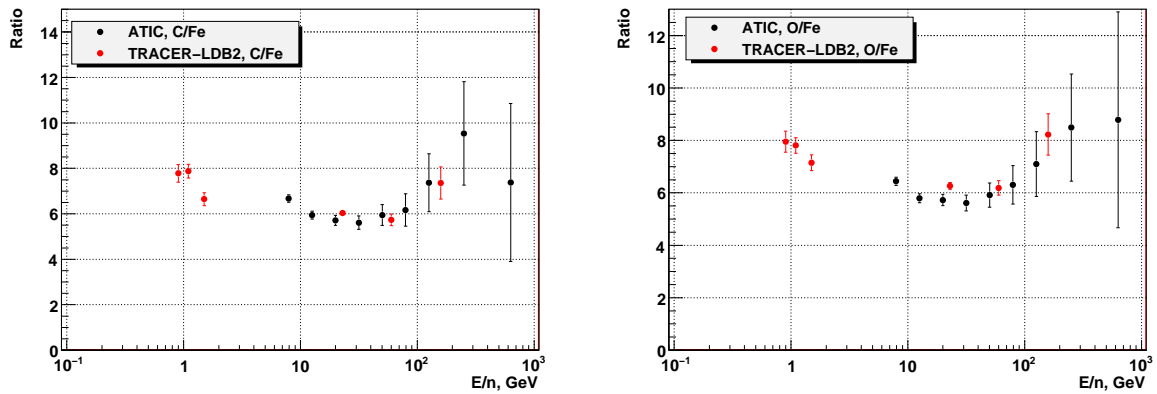 Ratio
14
12
10
8
6
4
2
0
ATIC, C/Fe
TRACER−LDB2, C/Fe
10⁻¹ 1 10 10² 10³
E/n, GeV
Ratio
12
10
8
6
4
2
0
ATIC, O/Fe
TRACER−LDB2, O/Fe
10⁻¹ 1 10 10² 10³
E/n, GeV